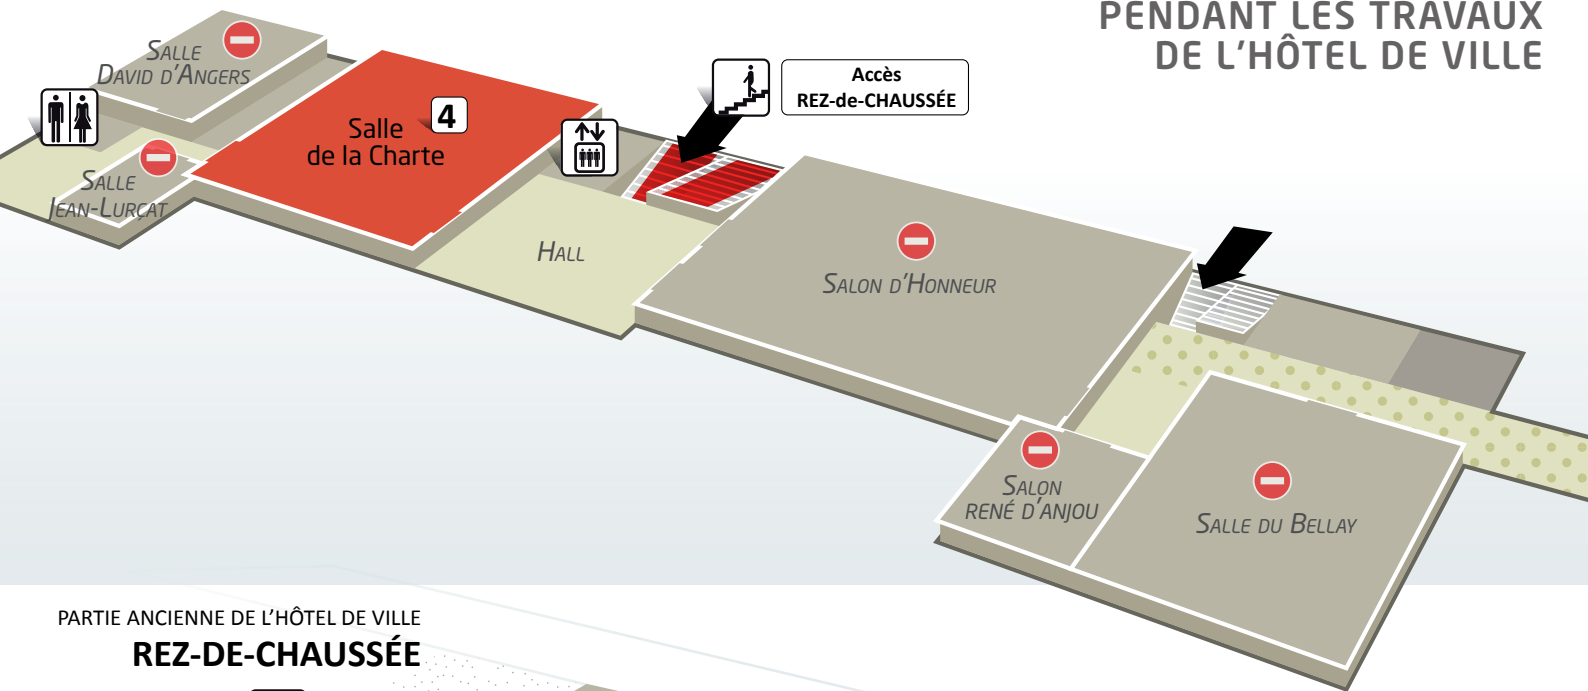 PENDANT LES TRAVAUX
DE L'HÔTEL DE VILLE
SALLE
DAVID D'ANGERS
Accès
REZ-de-CHAUSSÉE
Salle
de la Charte
4
SALLE
JEAN-LURÇAT
HALL
SALON D'HONNEUR
SALON
RENÉ D'ANJOU
SALLE DU BELLAY
PARTIE ANCIENNE DE L'HÔTEL DE VILLE
REZ-DE-CHAUSSÉE